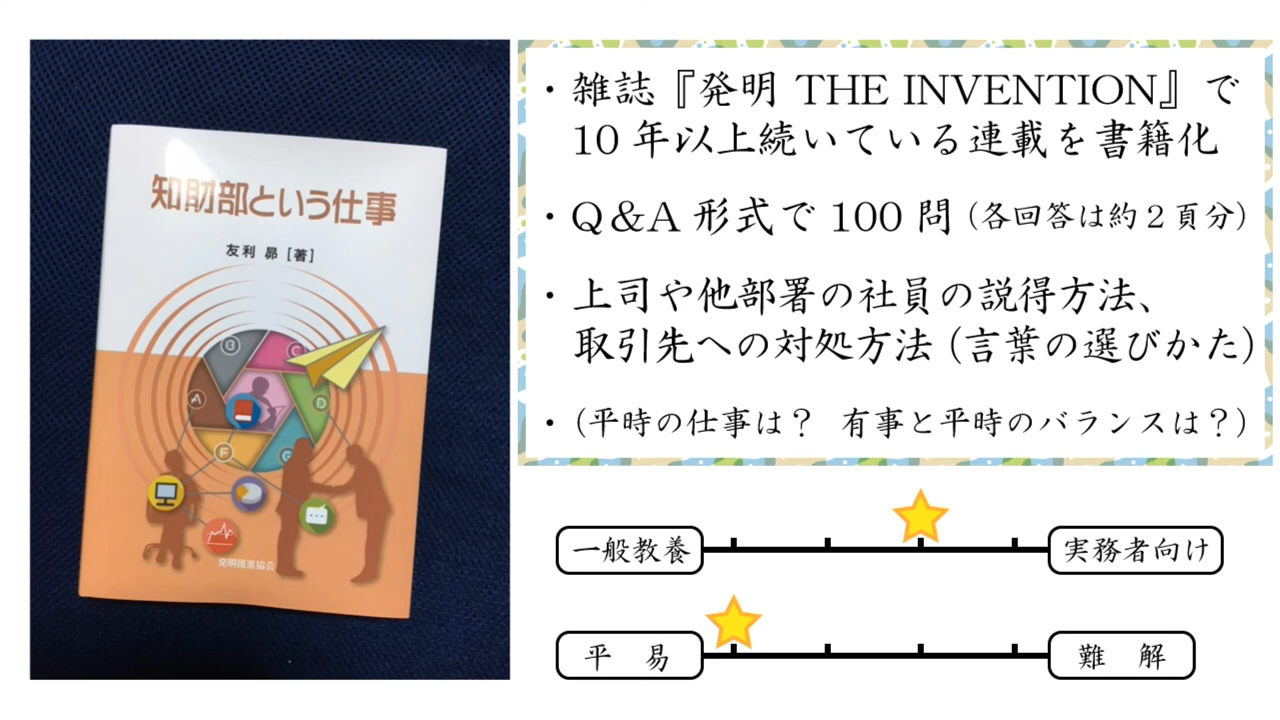 知財部という仕事
友利 昴 [著]
B
C
A
D
F
G
発明推進協会
・雑誌『発明 THE INVENTION』で
10年以上続いている連載を書籍化
・Q&A 形式で 100 問（各回答は約２頁分）
・上司や他部署の社員の説得方法、
取引先への対処方法（言葉の選びかた）
・（平時の仕事は？ 有事と平時のバランスは？）
一般教養
実務者向け
平 易
難 解